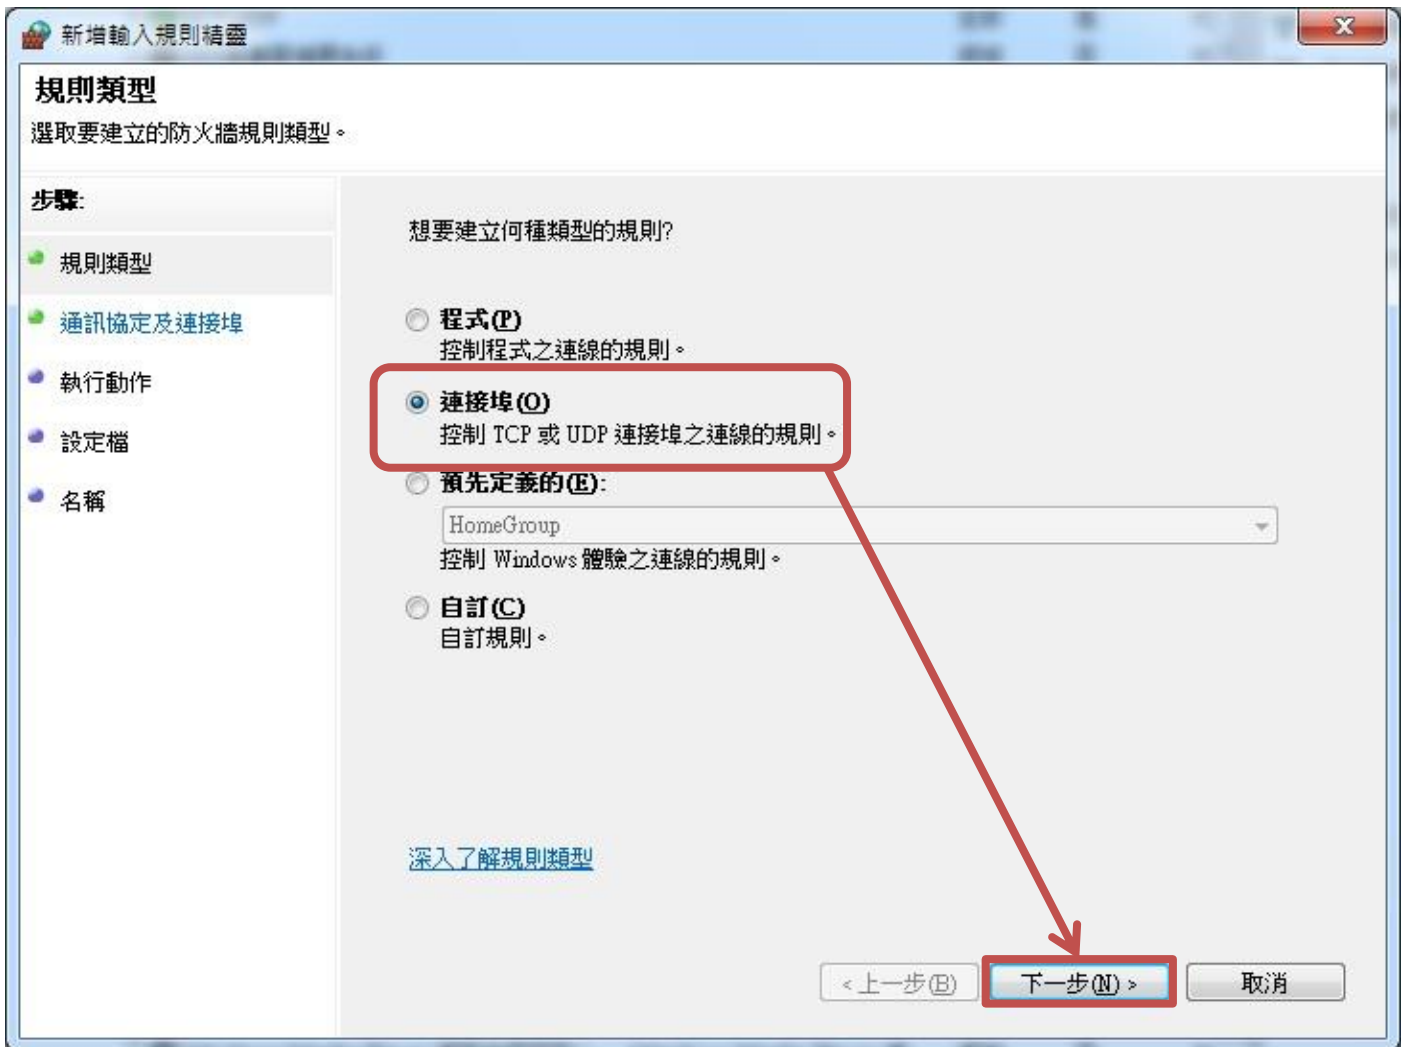 新增輸入規則精靈
規則類型
選取要建立的防火牆規則類型。
步驟:
規則類型
通訊協定及連接埠
執行動作
設定檔
名稱
想要建立何種類型的規則?
程式(P)
控制程式之連線的規則。
連接埠(O)
控制 TCP 或 UDP 連接埠之連線的規則。
預先定義的(E):
HomeGroup
控制 Windows 體驗之連線的規則。
自訂(C)
自訂規則。
深入了解規則類型
<上一步(B)
下一步(N)>
取消